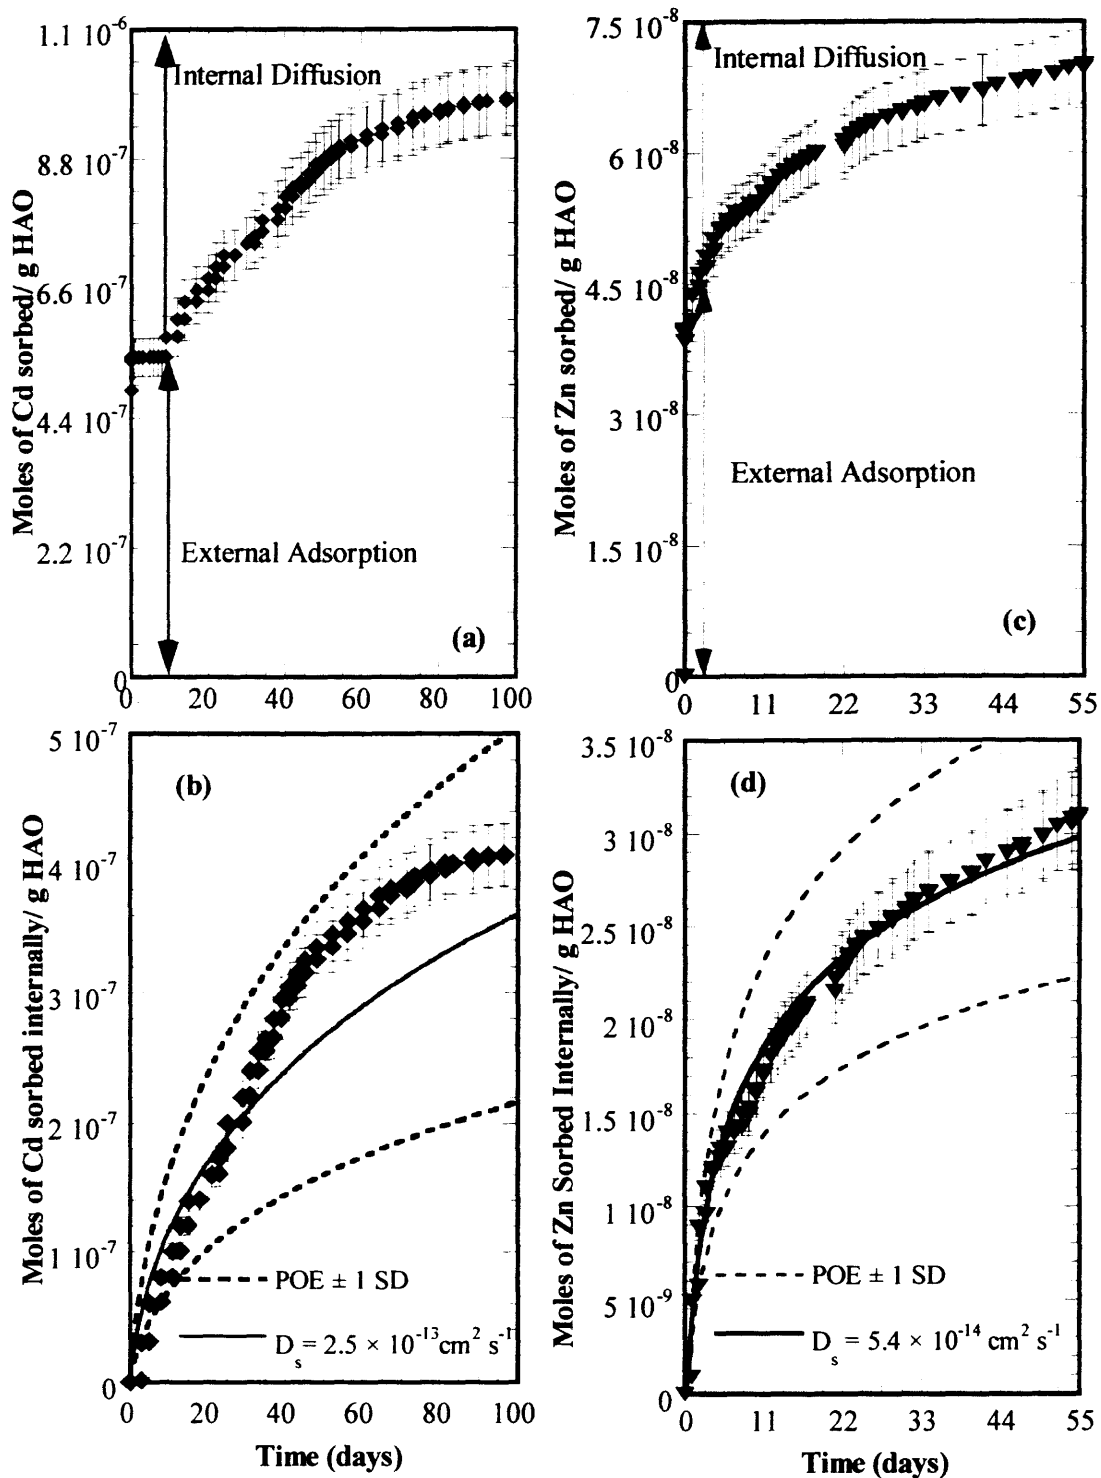 1.1 10-6
8.8 10-7
6.6 10-7
4.4 10-7
2.2 10-7
0
Moles of Cd sorbed/ g HAO
Internal Diffusion
External Adsorption
(a)
0 20 40 60 80 100
7.5 10-8
6 10-8
4.5 10-8
3 10-8
1.5 10-8
0
Moles of Zn sorbed/ g HAO
Internal Diffusion
External Adsorption
(c)
0 11 22 33 44 55
5 10-7
4 10-7
3 10-7
2 10-7
1 10-7
0
Moles of Cd sorbed internally/ g HAO
(b)
POE ± 1 SD
Ds = 2.5 × 10-13cm2 s-1
0 20 40 60 80 100
Time (days)
3.5 10-8
3 10-8
2.5 10-8
2 10-8
1.5 10-8
1 10-8
5 10-9
0
Moles of Zn Sorbed Internally/ g HAO
(d)
POE ± 1 SD
Ds = 5.4 × 10-14 cm2 s-1
0 11 22 33 44 55
Time (days)